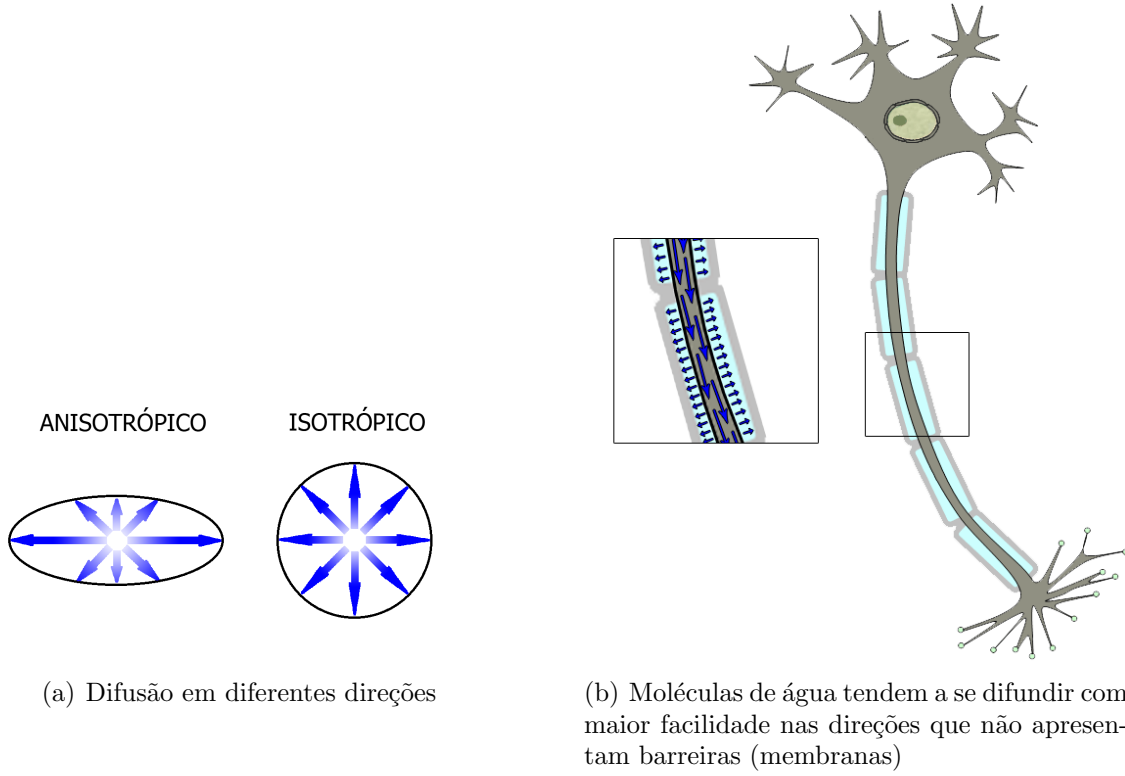 ANISOTRÓPICO
ISOTRÓPICO
(a) Difusão em diferentes direções
(b) Moléculas de água tendem a se difundir com
maior facilidade nas direções que não apresen-
tam barreiras (membranas)